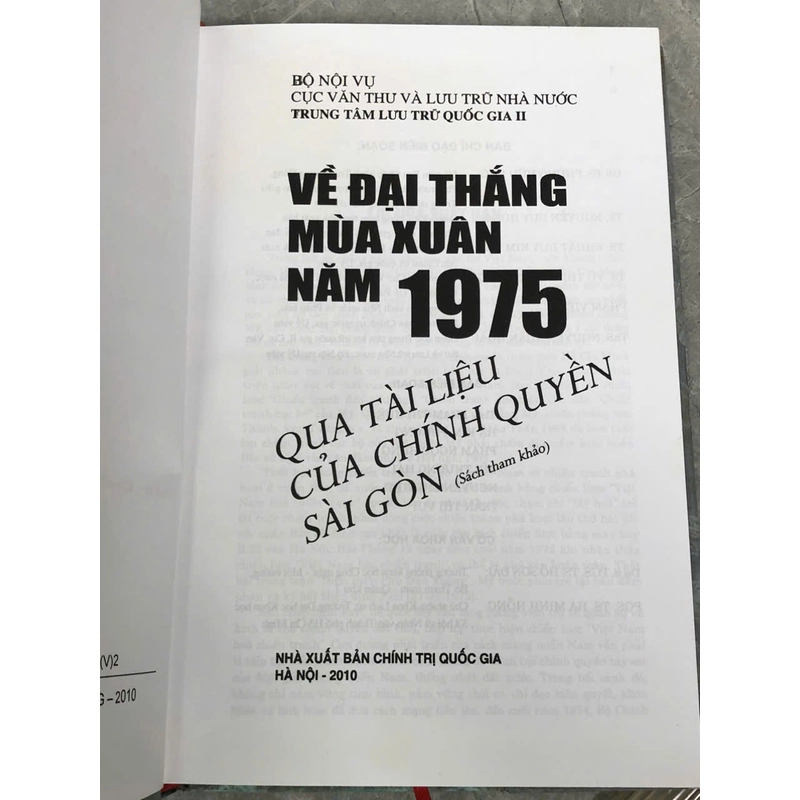 BỘ NỘI VỤ
CỤC VĂN THƯ VÀ LƯU TRỮ NHÀ NƯỚC
TRUNG TÂM LƯU TRỮ QUỐC GIA II
VỀ ĐẠI THẮNG
MÙA XUÂN
NĂM 1975
QUA TÀI LIỆU
CỦA CHÍNH QUYỀN
SÀI GÒN (Sách tham khảo)
NHÀ XUẤT BẢN CHÍNH TRỊ QUỐC GIA
HÀ NỘI - 2010
(V)2
G – 2010